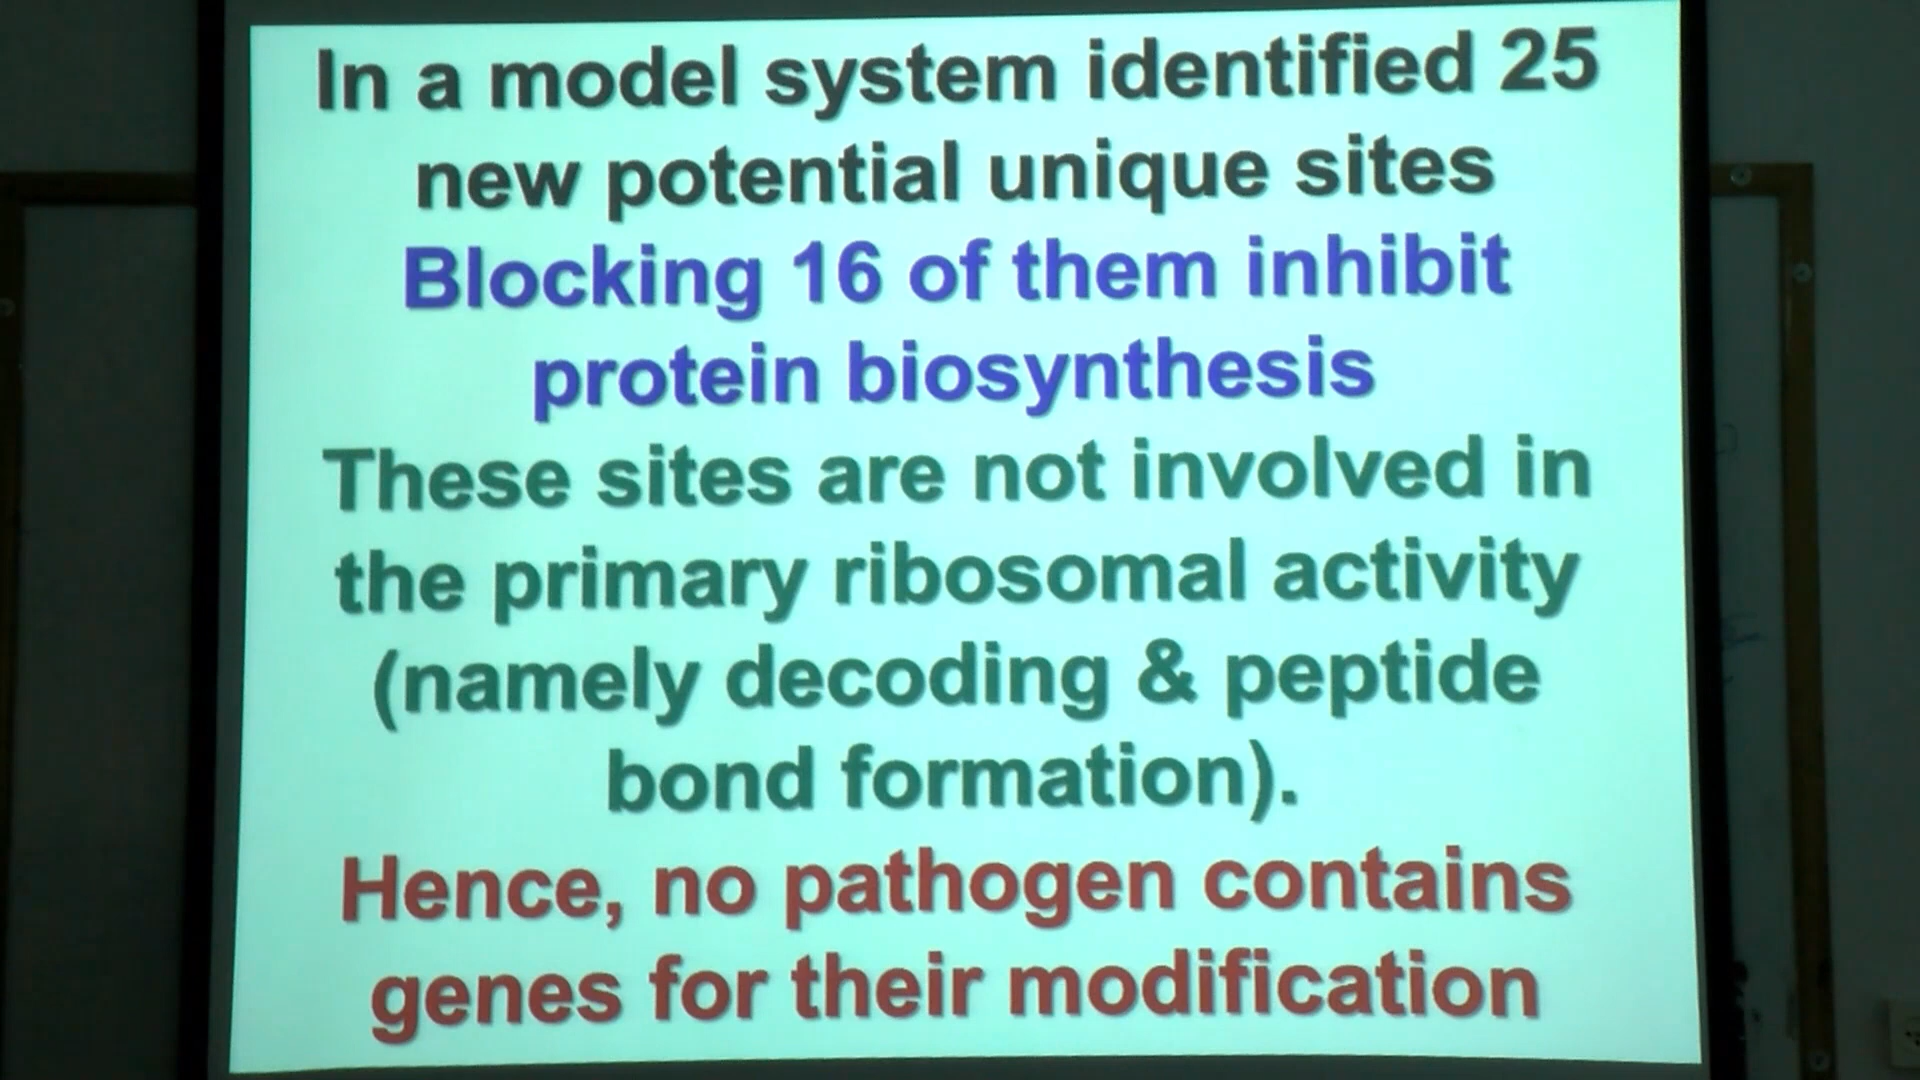 In a model system identified 25
new potential unique sites
Blocking 16 of them inhibit
protein biosynthesis
These sites are not involved in
the primary ribosomal activity
(namely decoding & peptide
bond formation).
Hence, no pathogen contains
genes for their modification